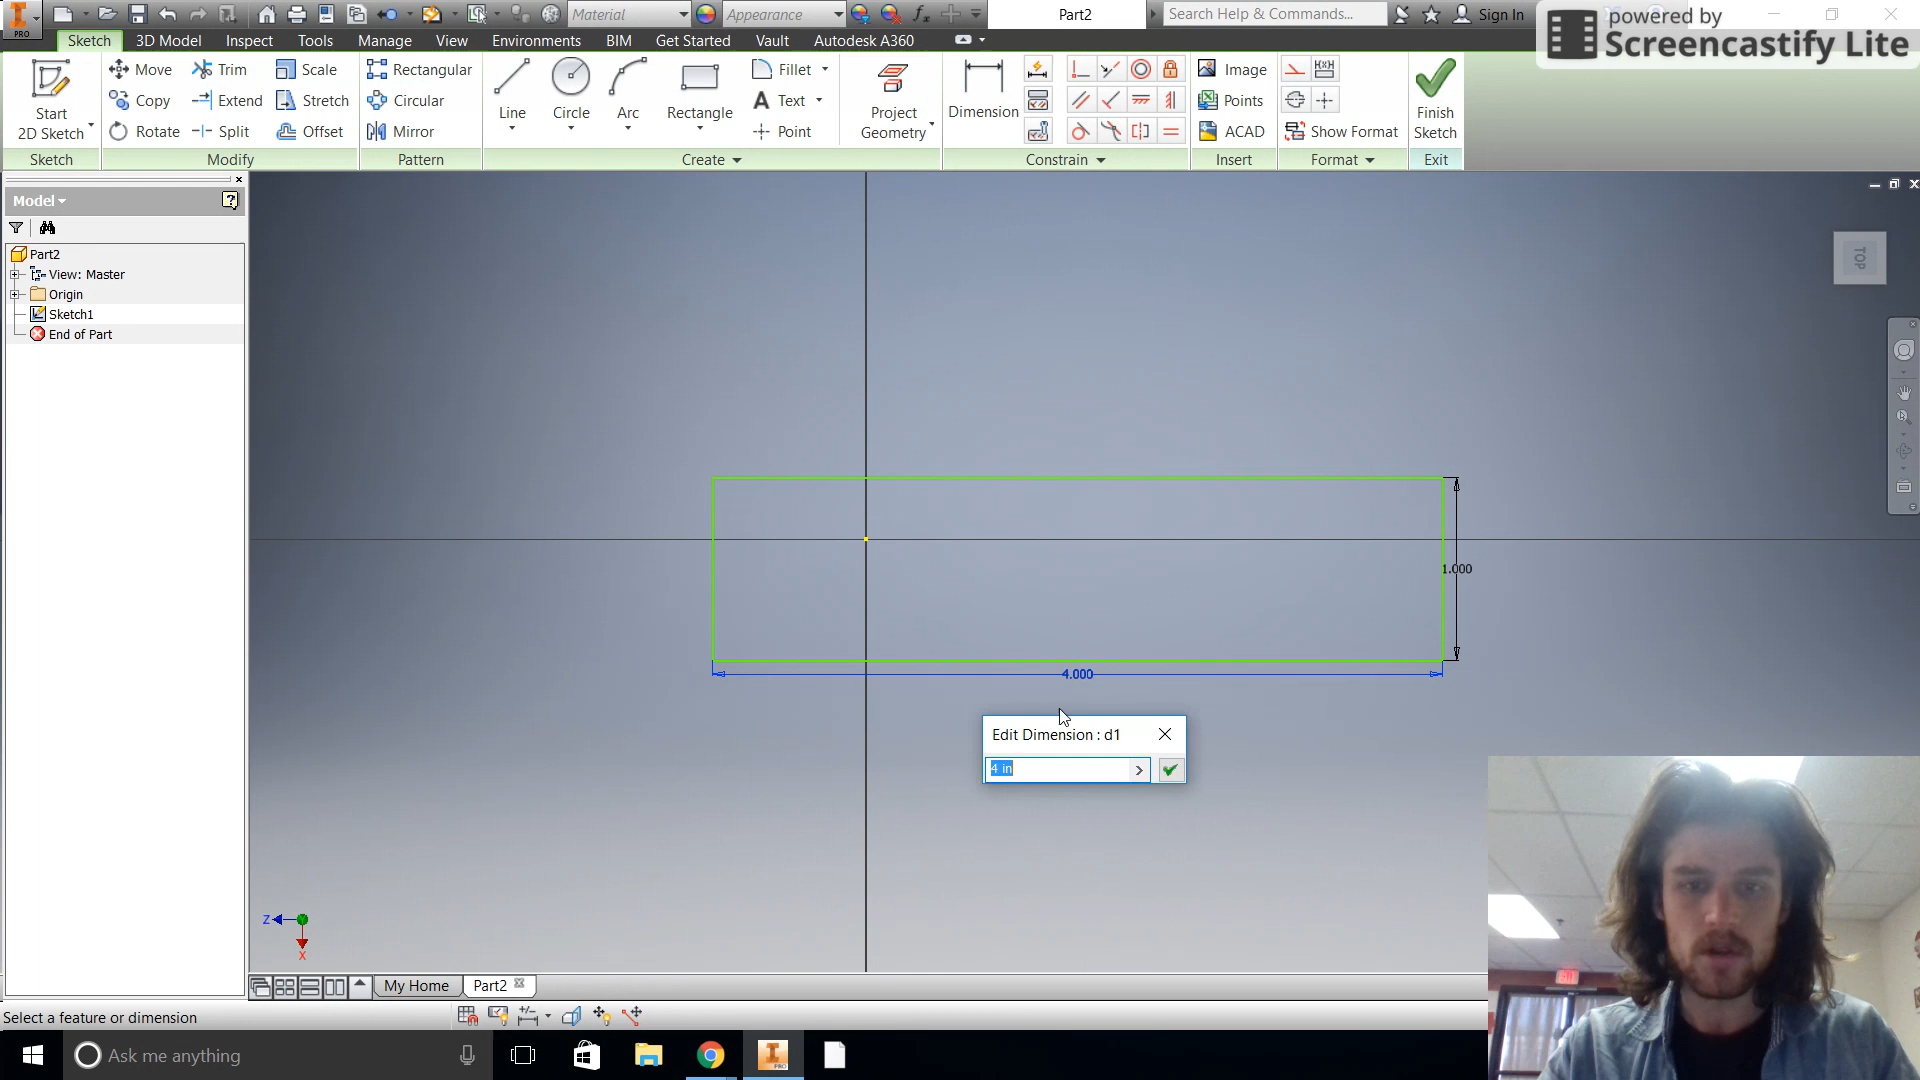 Material
Appearance
Part2
Search Help & Commands...
Sign In
powered by
Screencastify Lite
PRO
Sketch
3D Model
Inspect
Tools
Manage
View
Environments
BIM
Get Started
Vault
Autodesk A360
Start
2D Sketch
Move
Copy
Rotate
Trim
Extend
Split
Scale
Stretch
Offset
Rectangular
Circular
Mirror
Line
Circle
Arc
Rectangle
Fillet
Text
Point
Project
Geometry
Dimension
Image
Points
ACAD
Show Format
Finish
Sketch
Sketch
Modify
Pattern
Create
Constrain
Insert
Format
Exit
Model
Part2
View: Master
Origin
Sketch1
End of Part
TOP
1.000
4.000
Edit Dimension : d1
4 in
Z
X
My Home
Part2
Select a feature or dimension
Ask me anything
PRO